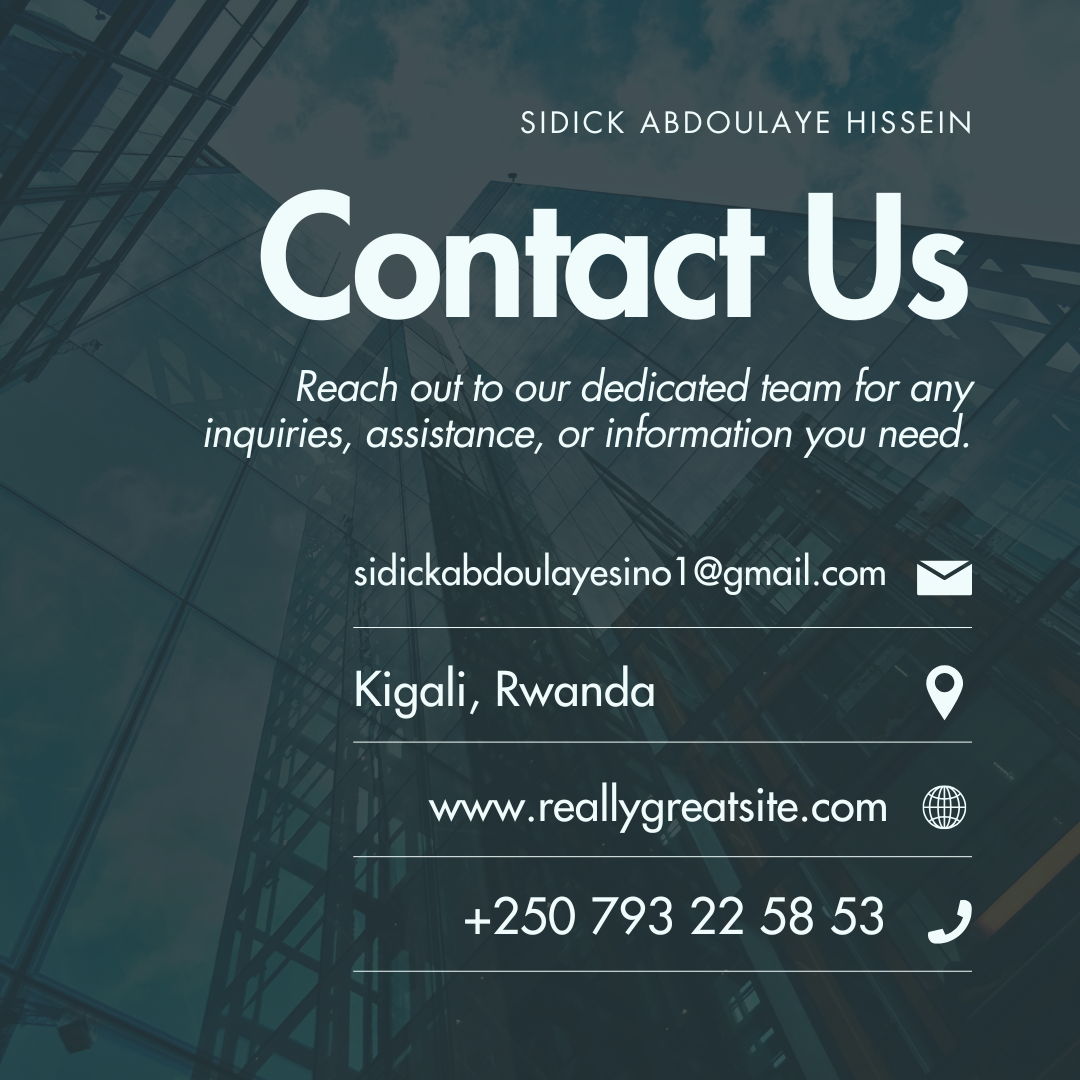 SIDICK ABDOULAYE HISSEIN
Contact Us
Reach out to our dedicated team for any
inquiries, assistance, or information you need.
sidickabdoulayesino1@gmail.com
Kigali, Rwanda
www.reallygreatsite.com
+250 793 22 58 53